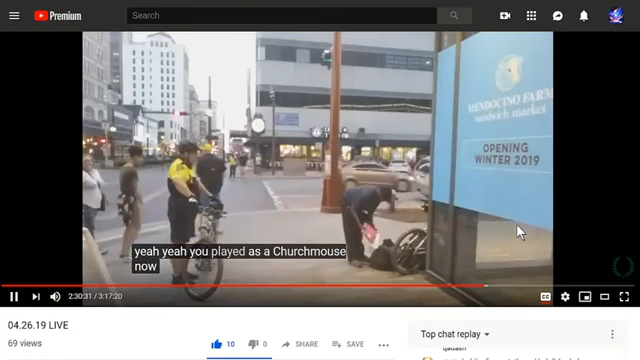 Premium
Search
MENDOCINO FARMS
sandwich market
OPENING
WINTER 2019
yeah yeah you played as a Churchmouse
now
2:30:31 / 3:17:20
CC
04.26.19 LIVE
69 views
10
0
SHARE
SAVE
Top chat replay